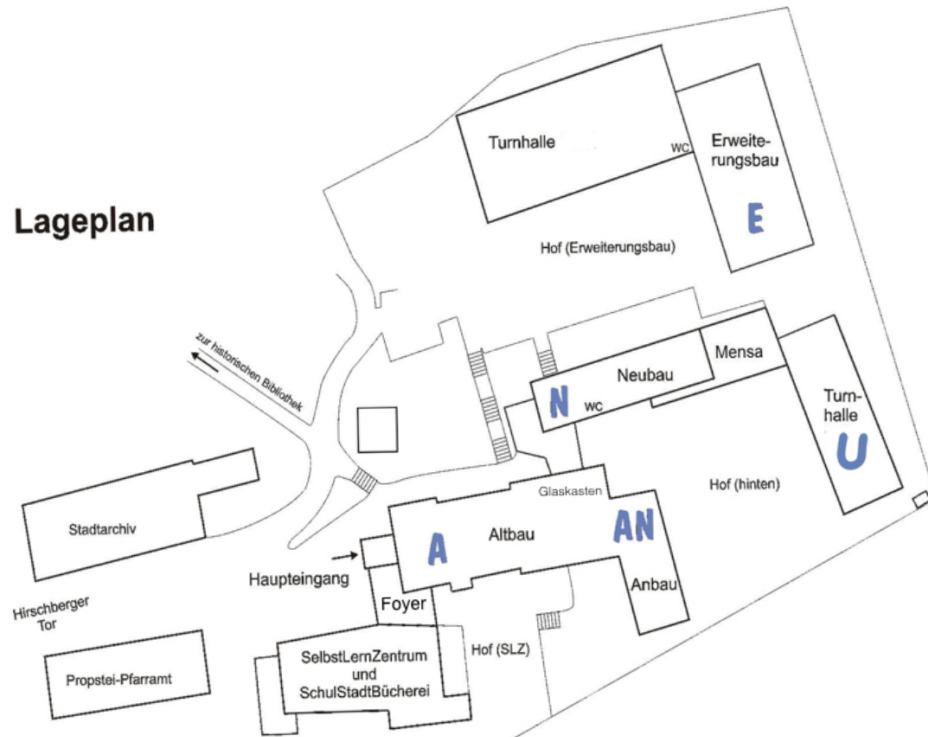 Lageplan
Turnhalle
WC
Erweite-
rungsbau
E
Hof (Erweiterungsbau)
zur historischen Bibliothek
Mensa
Neubau
N
WC
Turn-
halle
U
Hof (hinten)
Glaskasten
Stadtarchiv
A
Altbau
AN
Haupteingang
Anbau
Foyer
Hirschberger
Tor
Hof (SLZ)
SelbstLernZentrum
und
SchulStadtBücherei
Propstei-Pfarramt